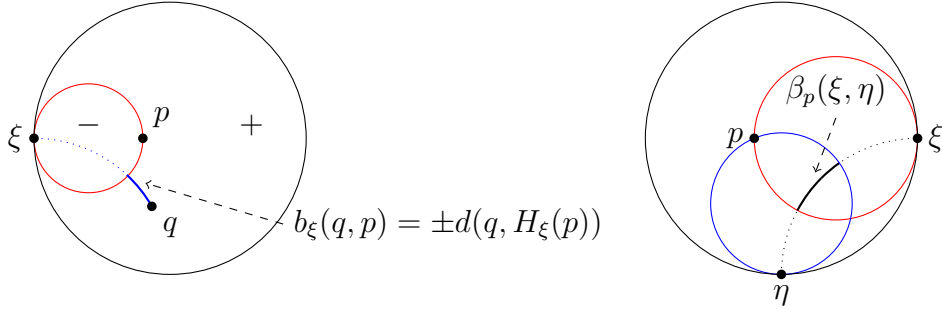 ξ
−
p
+
q
b_ξ(q, p) = ±d(q, H_ξ(p))
β_p(ξ, η)
p
ξ
η